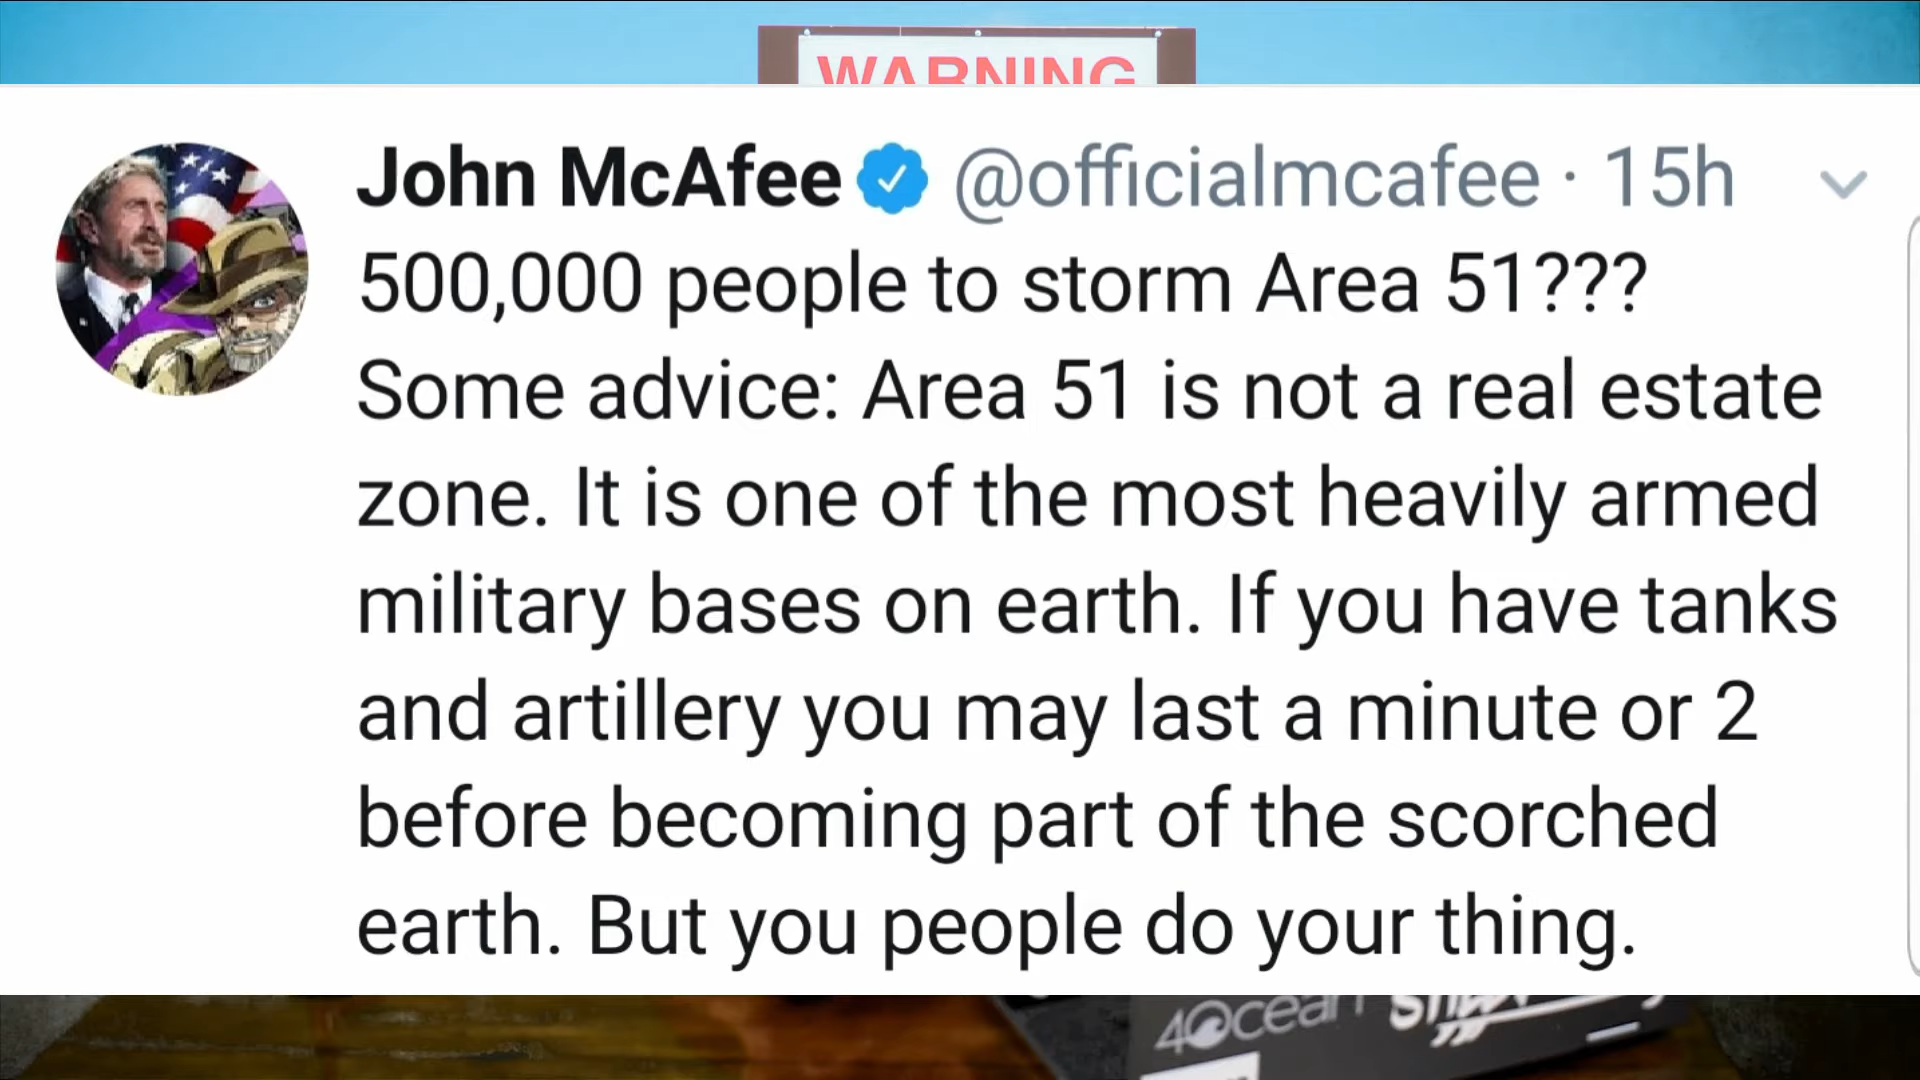 WARNING
John McAfee @officialmcafee · 15h
500,000 people to storm Area 51???
Some advice: Area 51 is not a real estate
zone. It is one of the most heavily armed
military bases on earth. If you have tanks
and artillery you may last a minute or 2
before becoming part of the scorched
earth. But you people do your thing.
4Ocean